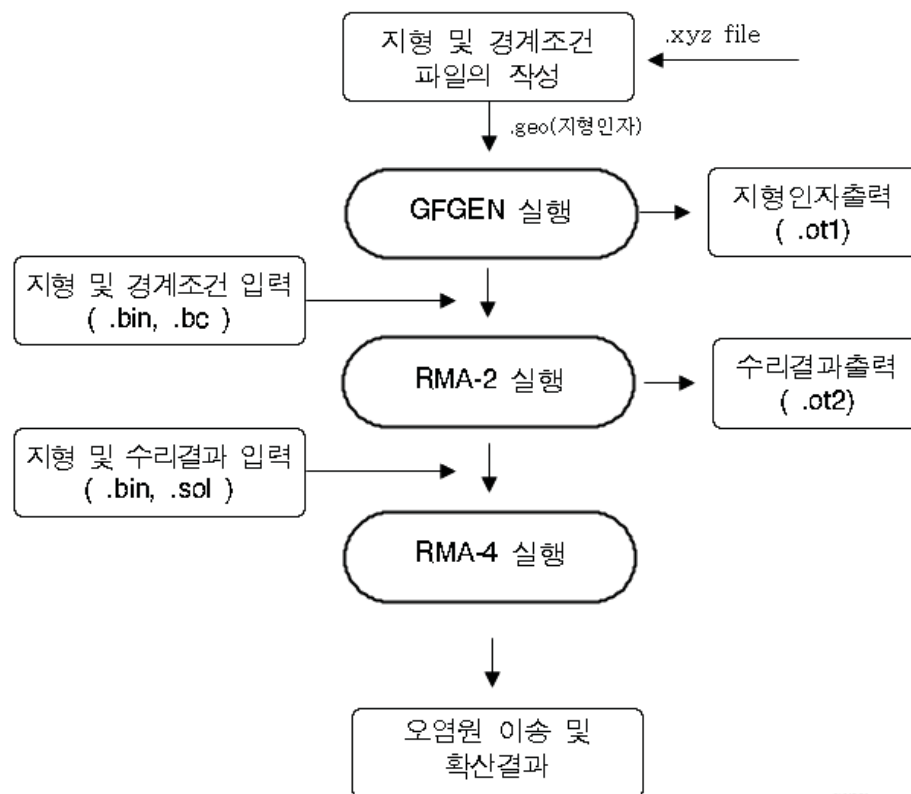 지형 및 경계조건
파일의 작성
.xyz file
.geo(지형인자)
GFGEN 실행
지형인자출력
( .ot1)
지형 및 경계조건 입력
( .bin, .bc )
RMA-2 실행
수리결과출력
( .ot2)
지형 및 수리결과 입력
( .bin, .sol )
RMA-4 실행
오염원 이송 및
확산결과